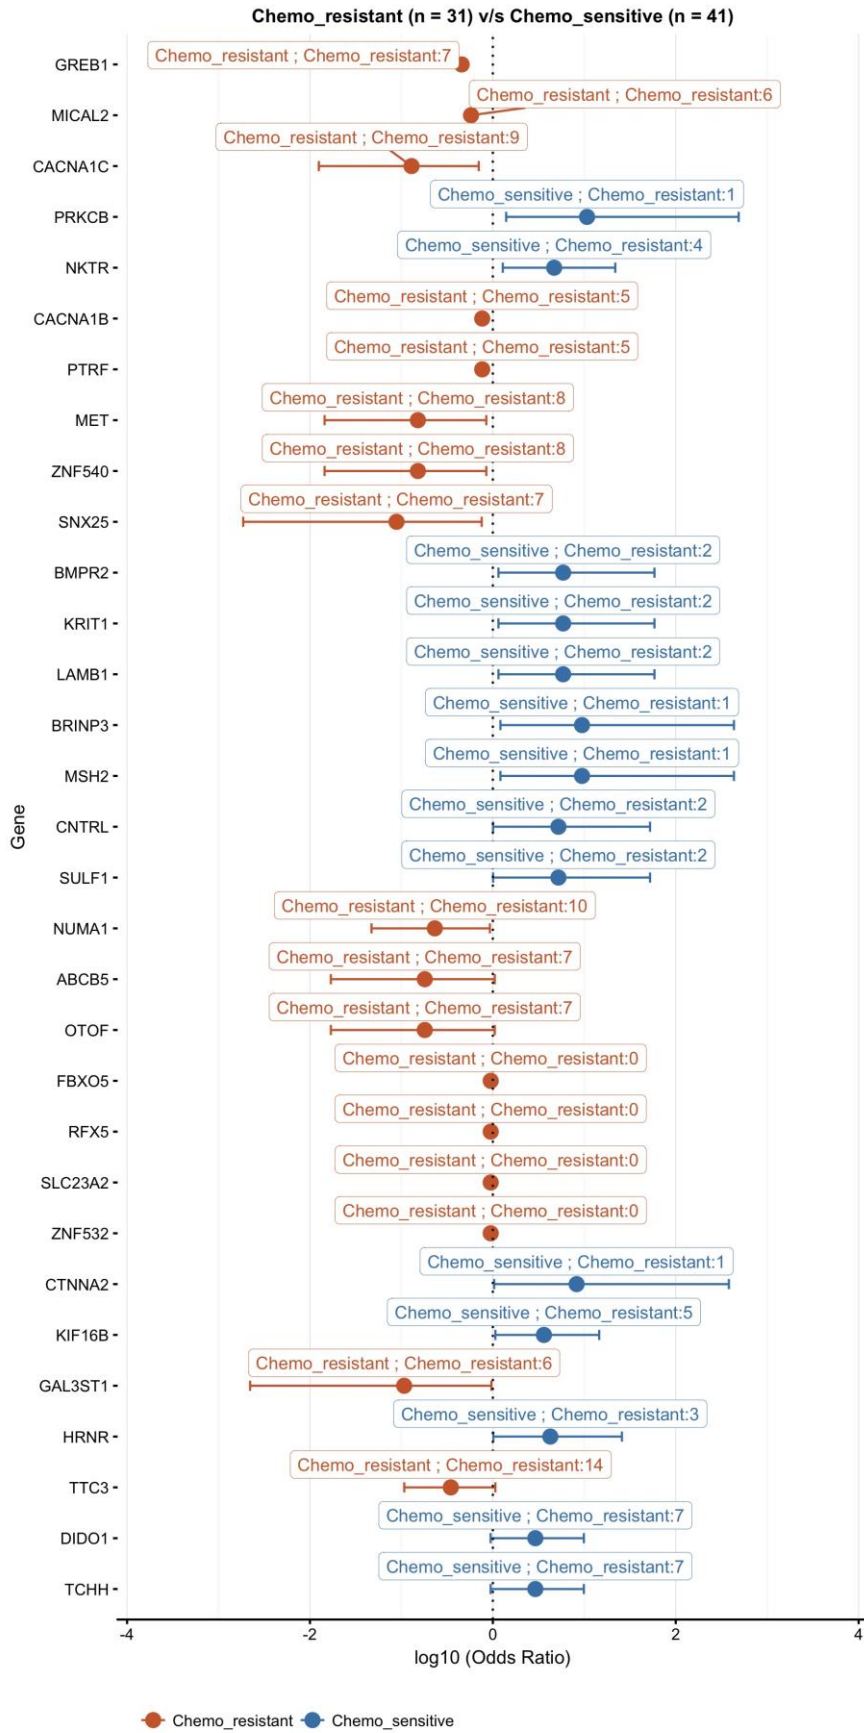 Chemo_resistant (n = 31) v/s Chemo_sensitive (n = 41)
GREB1
Chemo_resistant ; Chemo_resistant:7
MICAL2
Chemo_resistant ; Chemo_resistant:6
CACNA1C
Chemo_resistant ; Chemo_resistant:9
PRKCB
Chemo_sensitive ; Chemo_resistant:1
NKTR
Chemo_sensitive ; Chemo_resistant:4
CACNA1B
Chemo_resistant ; Chemo_resistant:5
PTRF
Chemo_resistant ; Chemo_resistant:5
MET
Chemo_resistant ; Chemo_resistant:8
ZNF540
Chemo_resistant ; Chemo_resistant:8
SNX25
Chemo_resistant ; Chemo_resistant:7
BMPR2
Chemo_sensitive ; Chemo_resistant:2
KRIT1
Chemo_sensitive ; Chemo_resistant:2
LAMB1
Chemo_sensitive ; Chemo_resistant:2
BRINP3
Chemo_sensitive ; Chemo_resistant:1
MSH2
Chemo_sensitive ; Chemo_resistant:1
CNTRL
Chemo_sensitive ; Chemo_resistant:2
SULF1
Chemo_sensitive ; Chemo_resistant:2
NUMA1
Chemo_resistant ; Chemo_resistant:10
ABCB5
Chemo_resistant ; Chemo_resistant:7
OTOF
Chemo_resistant ; Chemo_resistant:7
FBXO5
Chemo_resistant ; Chemo_resistant:0
RFX5
Chemo_resistant ; Chemo_resistant:0
SLC23A2
Chemo_resistant ; Chemo_resistant:0
ZNF532
Chemo_resistant ; Chemo_resistant:0
CTNNA2
Chemo_sensitive ; Chemo_resistant:1
KIF16B
Chemo_sensitive ; Chemo_resistant:5
GAL3ST1
Chemo_resistant ; Chemo_resistant:6
HRNR
Chemo_sensitive ; Chemo_resistant:3
TTC3
Chemo_resistant ; Chemo_resistant:14
DIDO1
Chemo_sensitive ; Chemo_resistant:7
TCHH
Chemo_sensitive ; Chemo_resistant:7
Gene
-4 -2 0 2 4
log10 (Odds Ratio)
Chemo_resistant Chemo_sensitive